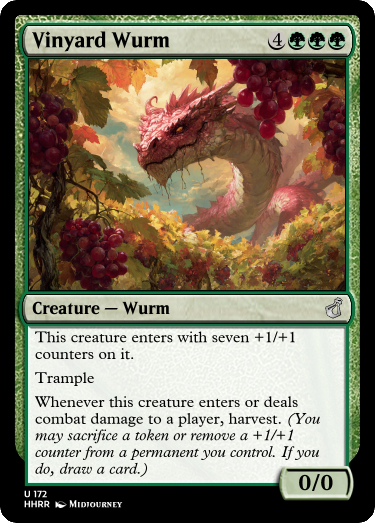 Vinyard Wurm 4
Creature — Wurm
This creature enters with seven +1/+1
counters on it.
Trample
Whenever this creature enters or deals
combat damage to a player, harvest. (You
may sacrifice a token or remove a +1/+1
counter from a permanent you control. If you
do, draw a card.)
0/0
U 172
HHRR Midjourney